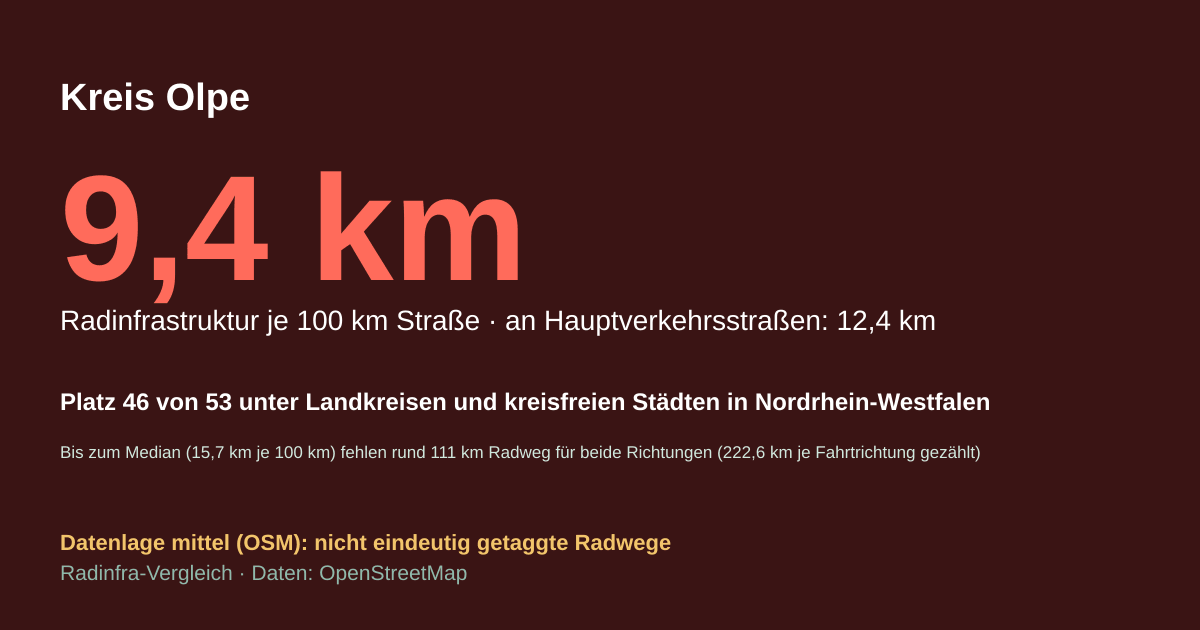 Kreis Olpe
9,4 km
Radinfrastruktur je 100 km Straße · an Hauptverkehrsstraßen: 12,4 km
Platz 46 von 53 unter Landkreisen und kreisfreien Städten in Nordrhein-Westfalen
Bis zum Median (15,7 km je 100 km) fehlen rund 111 km Radweg für beide Richtungen (222,6 km je Fahrtrichtung gezählt)
Datenlage mittel (OSM): nicht eindeutig getaggte Radwege
Radinfra-Vergleich · Daten: OpenStreetMap